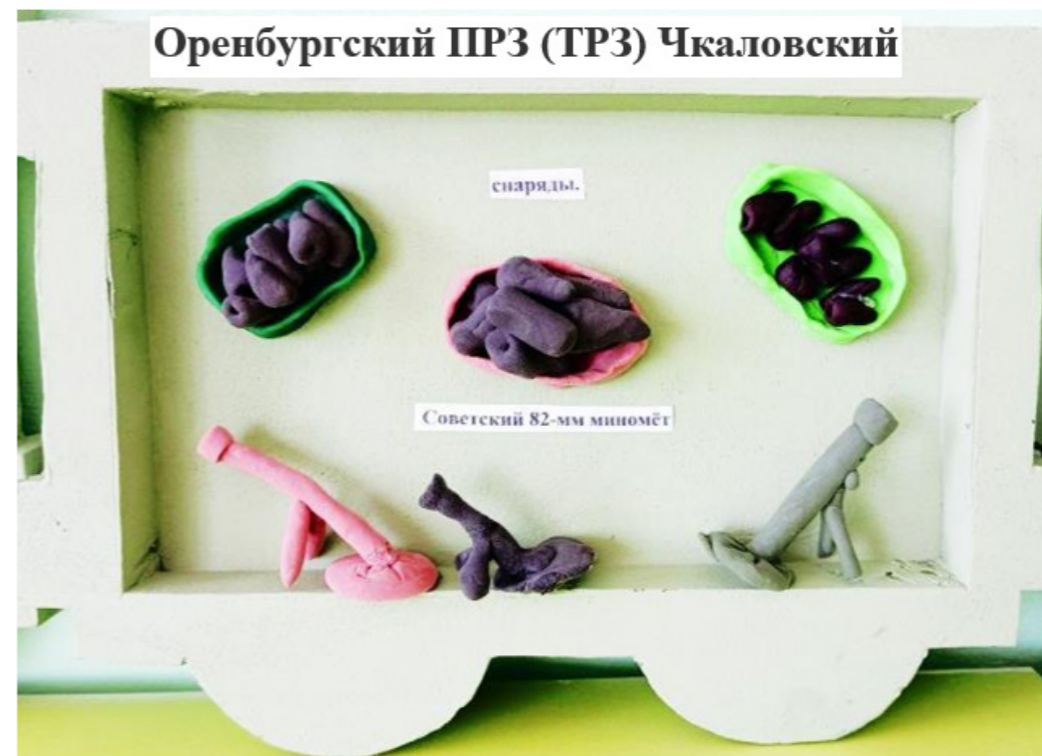 Оренбургский ПРЗ (ТРЗ) Чкаловский
снаряды.
Советский 82-мм миномёт